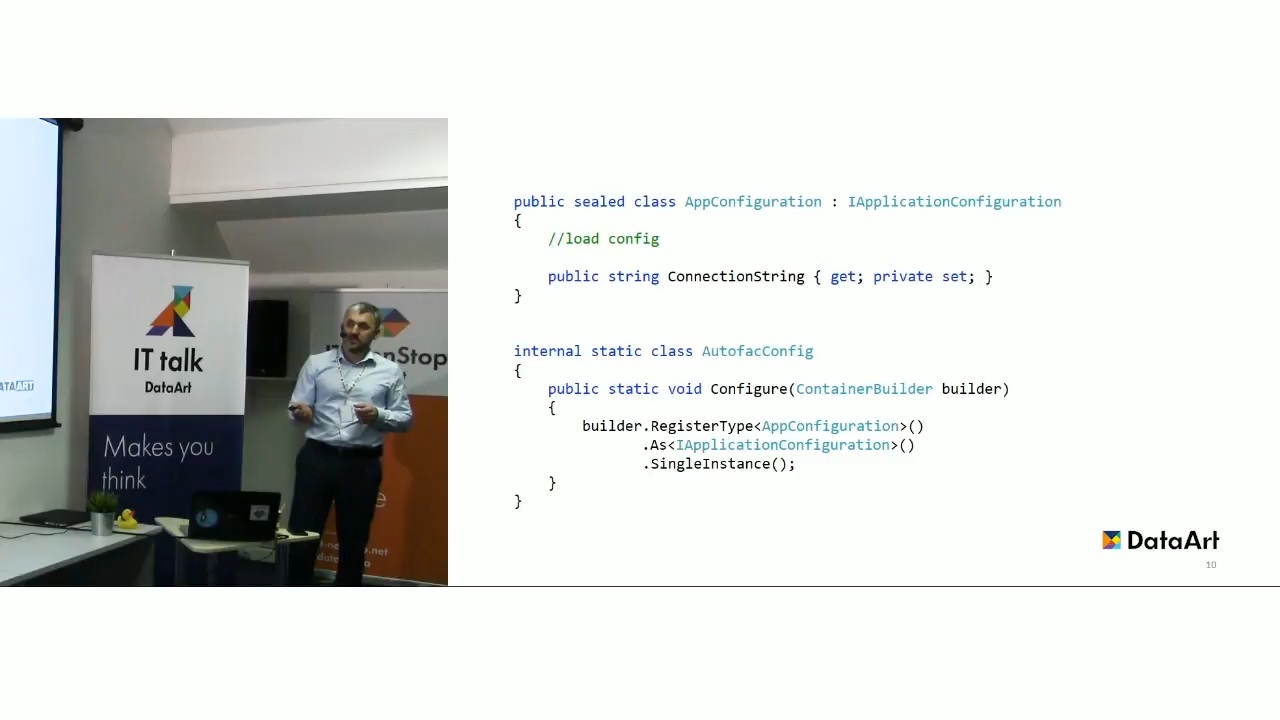 public sealed class AppConfiguration : IApplicationConfiguration
{
//load config
public string ConnectionString { get; private set; }
}
internal static class AutofacConfig
{
public static void Configure(ContainerBuilder builder)
{
builder.RegisterType<AppConfiguration>()
.As<IApplicationConfiguration>()
.SingleInstance();
}
}
DataArt
10
IT talk
DataArt
Makes you
think
nStop